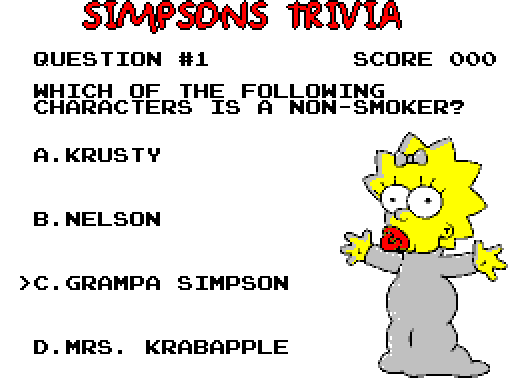 SIMPSONS TRIVIA
QUESTION #1 SCORE 000
WHICH OF THE FOLLOWING
CHARACTERS IS A NON-SMOKER?
A.KRUSTY
B.NELSON
>C.GRAMPA SIMPSON
D.MRS. KRABAPPLE